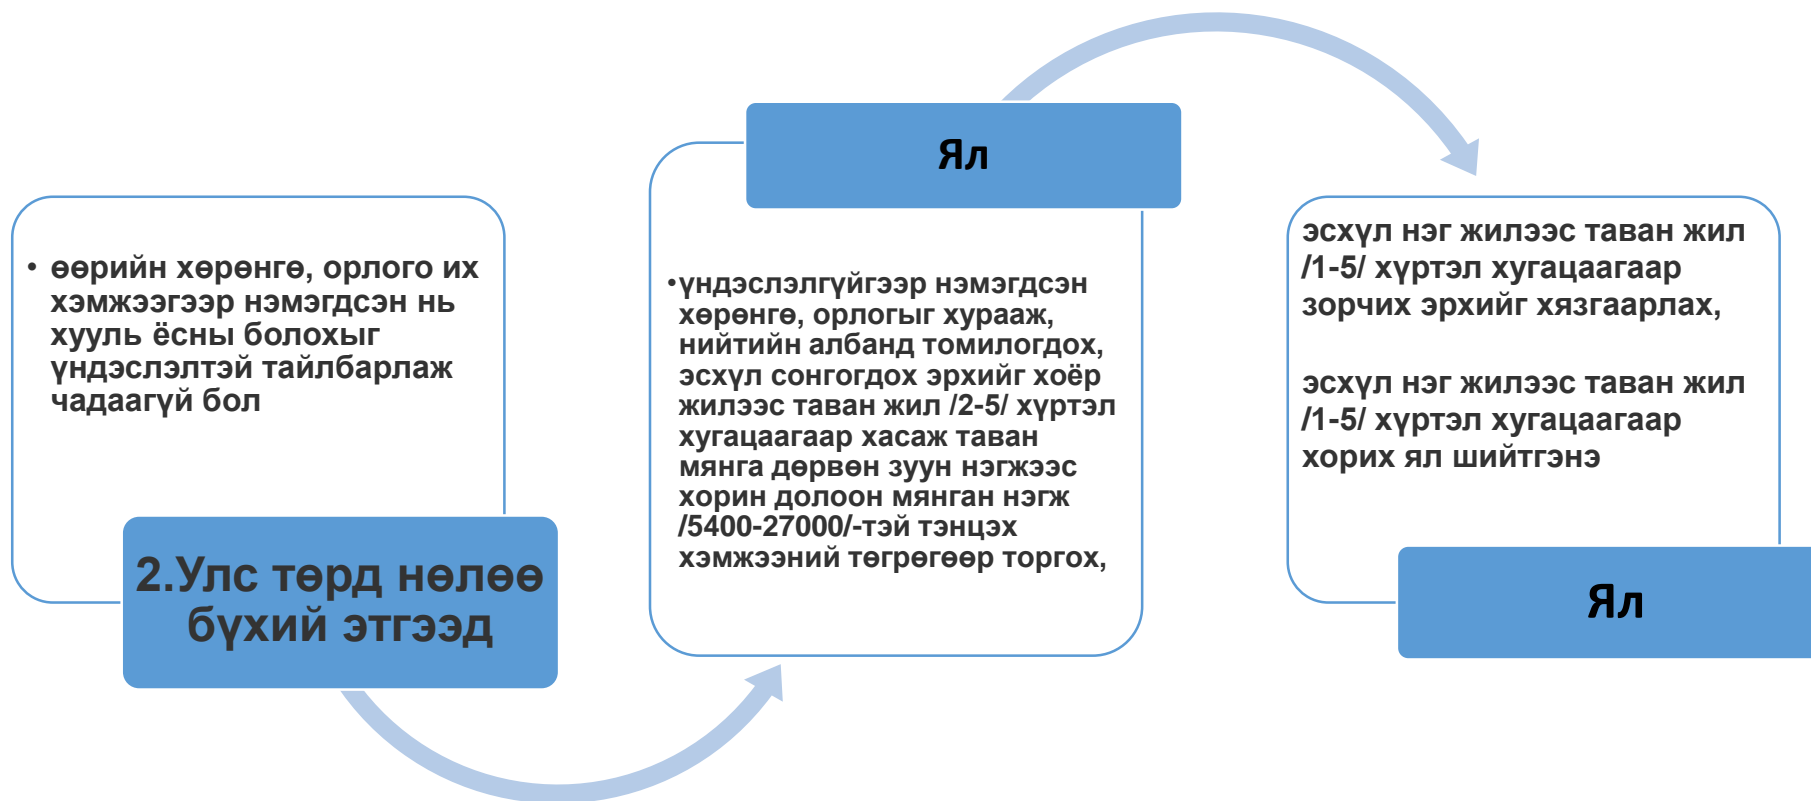 • өөрийн хөрөнгө, орлого их
хэмжээгээр нэмэгдсэн нь
хууль ёсны болохыг
үндэслэлтэй тайлбарлаж
чадаагүй бол
2.Улс төрд нөлөө
бүхий этгээд
Ял
•үндэслэлгүйгээр нэмэгдсэн
хөрөнгө, орлогыг хурааж,
нийтийн албанд томилогдох,
эсхүл сонгогдох эрхийг хоёр
жилээс таван жил /2-5/ хүртэл
хугацаагаар хасаж таван
мянга дөрвөн зуун нэгжээс
хорин долоон мянган нэгж
/5400-27000/-тэй тэнцэх
хэмжээний төгрөгөөр торгох,
эсхүл нэг жилээс таван жил
/1-5/ хүртэл хугацаагаар
зорчих эрхийг хязгаарлах,
эсхүл нэг жилээс таван жил
/1-5/ хүртэл хугацаагаар
хорих ял шийтгэнэ
Ял